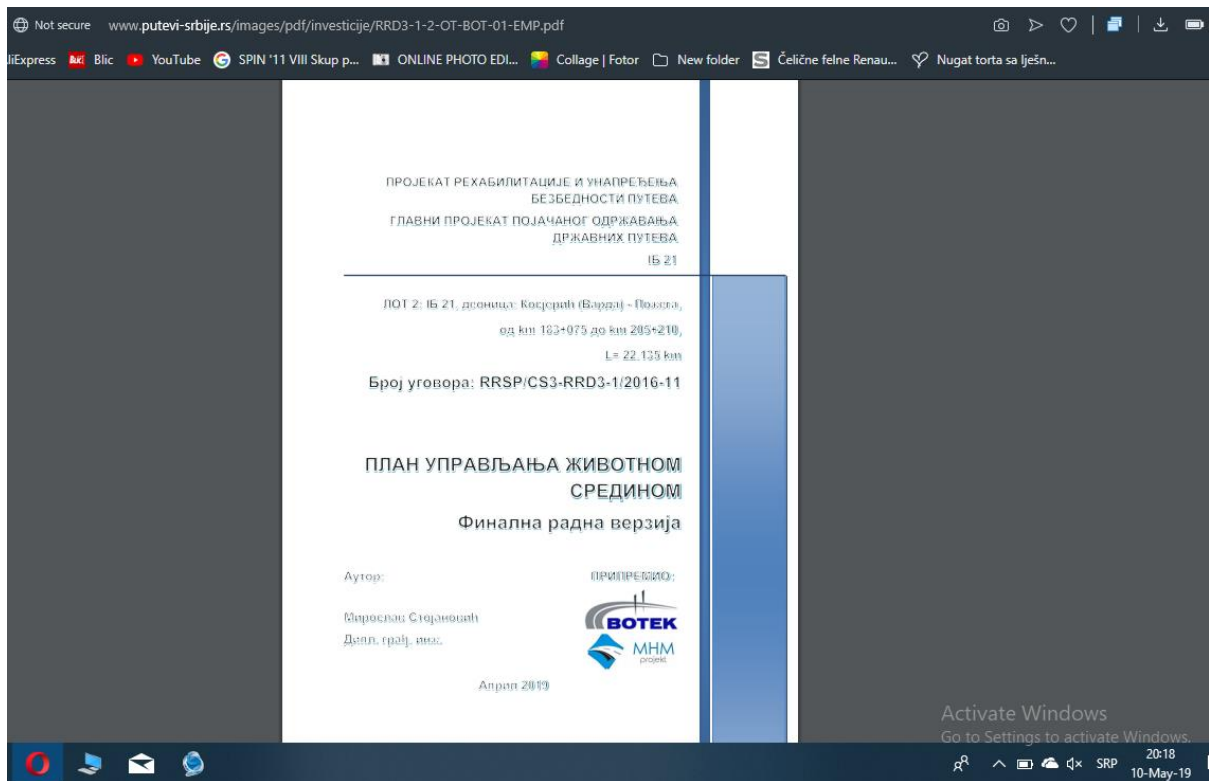 Not secure www.putevi-srbije.rs/images/pdf/investicije/RRD3-1-2-OT-BOT-01-EMP.pdf
liExpress Blic YouTube SPIN '11 VIII Skup p... ONLINE PHOTO EDI... Collage | Fotor New folder Čelične felne Renau... Nugat torta sa lješn...
ПРОЈЕКАТ РЕХАБИЛИТАЦИЈЕ И УНАПРЕЂЕЊА
БЕЗБЕДНОСТИ ПУТЕВА
ГЛАВНИ ПРОЈЕКАТ ПОЈАЧАНОГ ОДРЖАВАЊА
ДРЖАВНИХ ПУТЕВА
IБ 21
ЛОТ 2: IБ 21, деоница: Косјерић (Варда) - Пожега,
од km 183+075 до km 205+210,
L= 22.135 km
Број уговора: RRSP/CS3-RRD3-1/2016-11
ПЛАН УПРАВЉАЊА ЖИВОТНОМ
СРЕДИНОМ
Финална радна верзија
Аутор: ПРИПРЕМИО:
Мирослав Стојановић
Дипл. грађ. инж.
BOTEK
MHM
projekt
Април 2019
Activate Windows
Go to Settings to activate Windows.
SRP
20:18
10-May-19